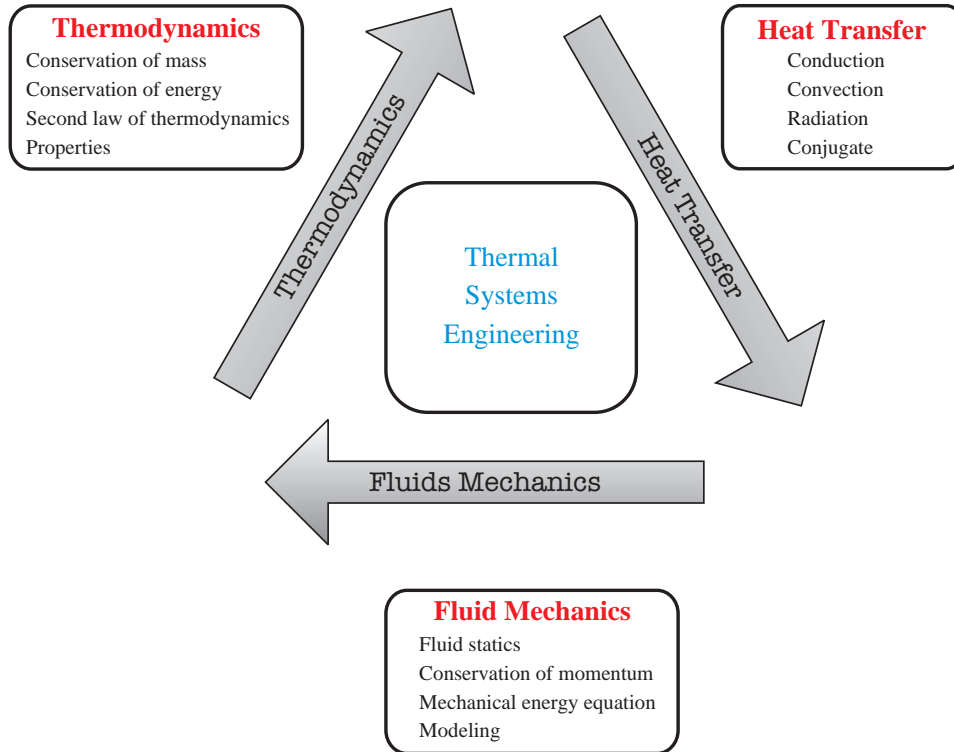 Thermodynamics
Conservation of mass
Conservation of energy
Second law of thermodynamics
Properties
Heat Transfer
Conduction
Convection
Radiation
Conjugate
Thermodynamics
Heat Transfer
Thermal
Systems
Engineering
Fluids Mechanics
Fluid Mechanics
Fluid statics
Conservation of momentum
Mechanical energy equation
Modeling